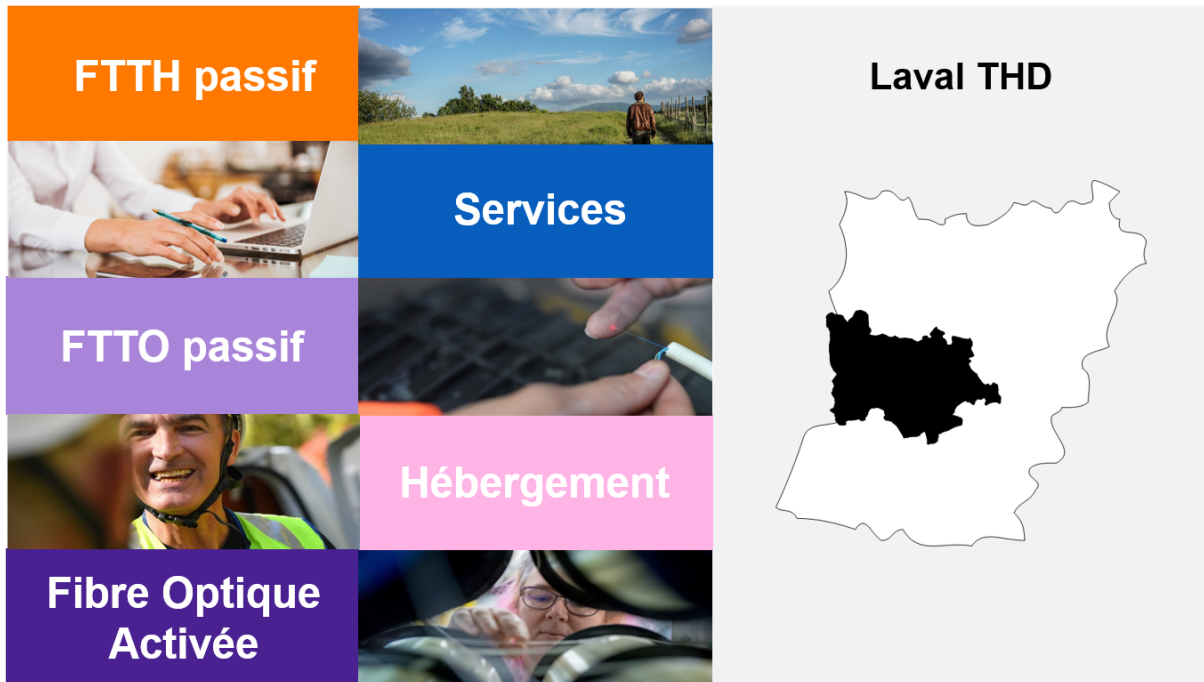 FTTH passif
Services
FTTO passif
Hébergement
Fibre Optique
Activée
Laval THD